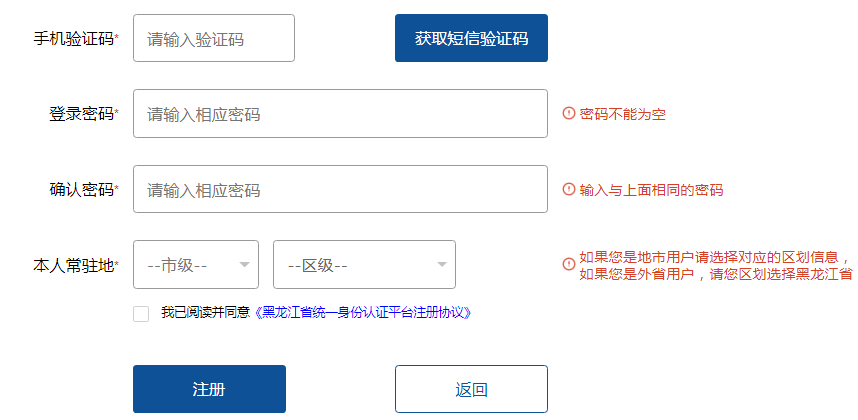 手机验证码* 请输入验证码 获取短信验证码
登录密码* 请输入相应密码 密码不能为空
确认密码* 请输入相应密码 输入与上面相同的密码
本人常驻地* --市级-- --区级-- 如果您是地市用户请选择对应的区划信息，
如果您是外省用户，请您区划选择黑龙江省
我已阅读并同意《黑龙江省统一身份认证平台注册协议》
注册 返回